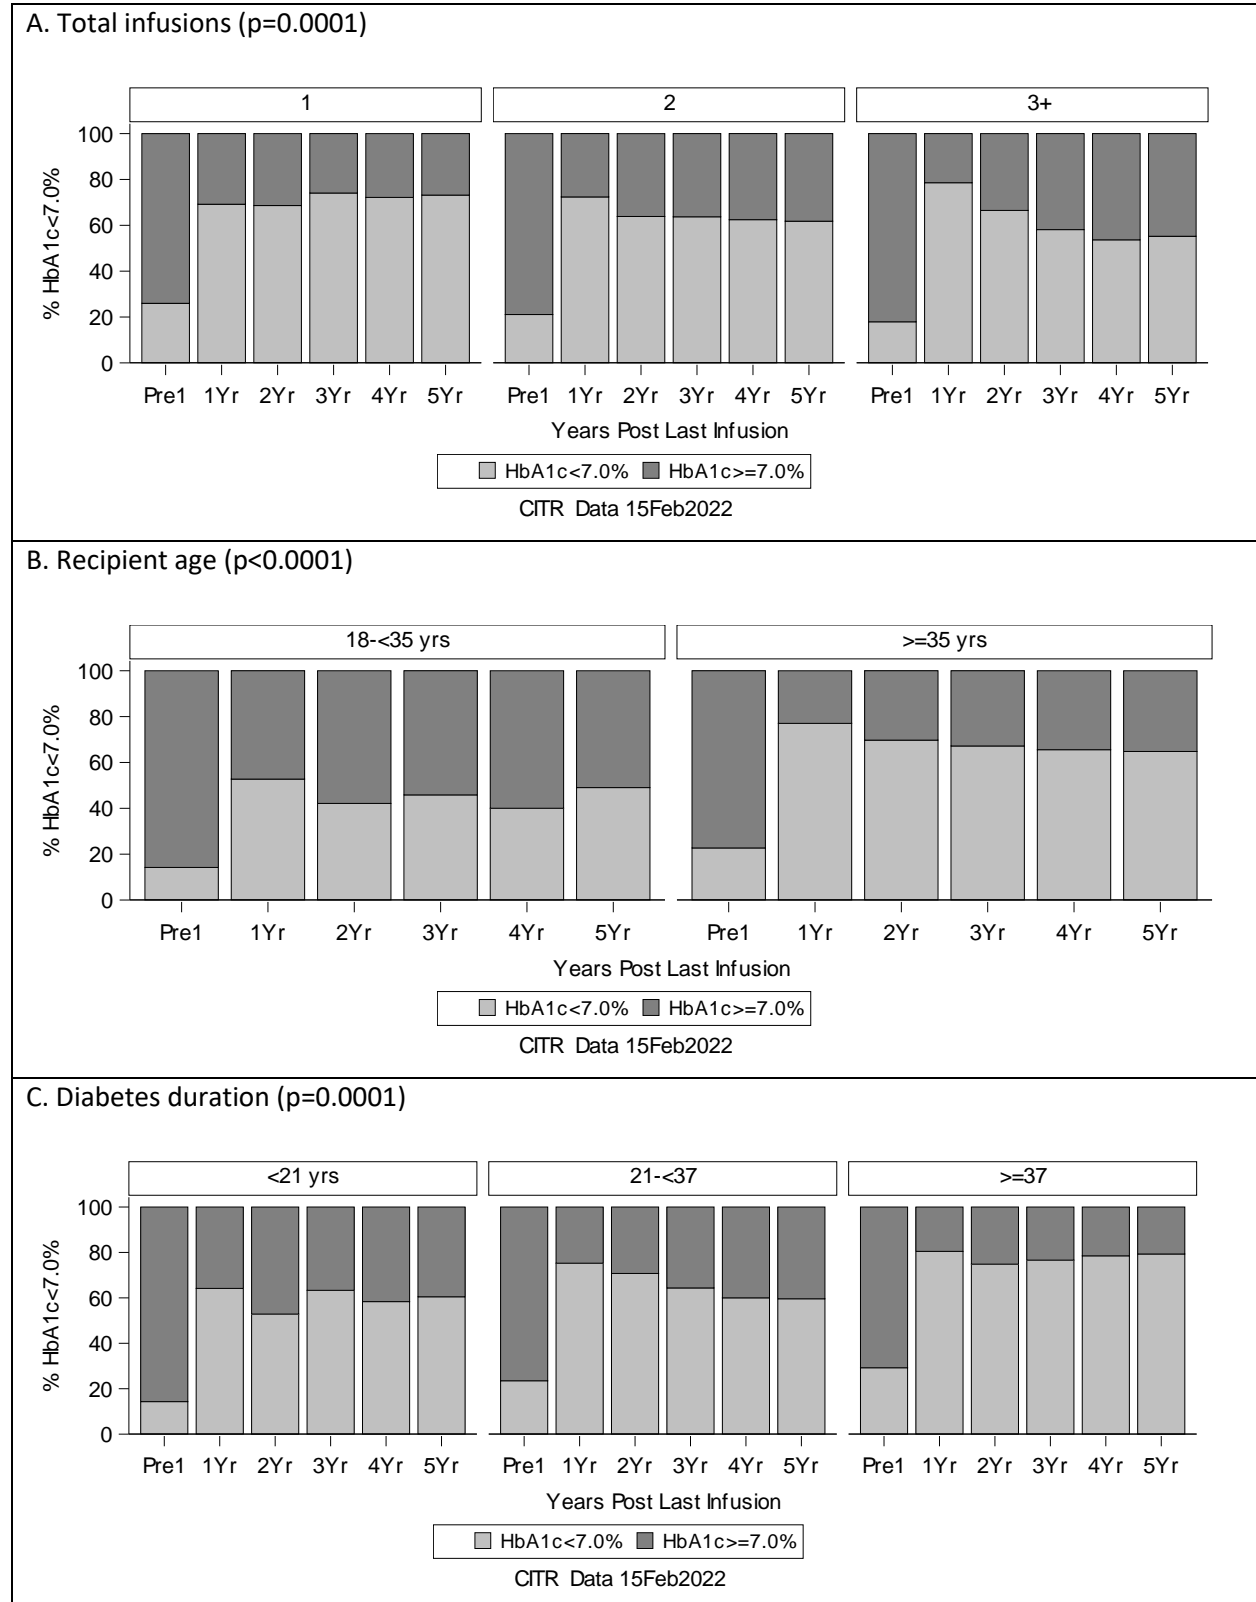 A. Total infusions (p=0.0001)
1 2 3+
100
80
60
40
20
0
% HbA1c<7.0%
Pre1 1Yr 2Yr 3Yr 4Yr 5Yr Pre1 1Yr 2Yr 3Yr 4Yr 5Yr Pre1 1Yr 2Yr 3Yr 4Yr 5Yr
Years Post Last Infusion
HbA1c<7.0% HbA1c>=7.0%
CITR Data 15Feb2022
B. Recipient age (p<0.0001)
18-<35 yrs >=35 yrs
100
80
60
40
20
0
% HbA1c<7.0%
Pre1 1Yr 2Yr 3Yr 4Yr 5Yr Pre1 1Yr 2Yr 3Yr 4Yr 5Yr
Years Post Last Infusion
HbA1c<7.0% HbA1c>=7.0%
CITR Data 15Feb2022
C. Diabetes duration (p=0.0001)
<21 yrs 21-<37 >=37
100
80
60
40
20
0
% HbA1c<7.0%
Pre1 1Yr 2Yr 3Yr 4Yr 5Yr Pre1 1Yr 2Yr 3Yr 4Yr 5Yr Pre1 1Yr 2Yr 3Yr 4Yr 5Yr
Years Post Last Infusion
HbA1c<7.0% HbA1c>=7.0%
CITR Data 15Feb2022